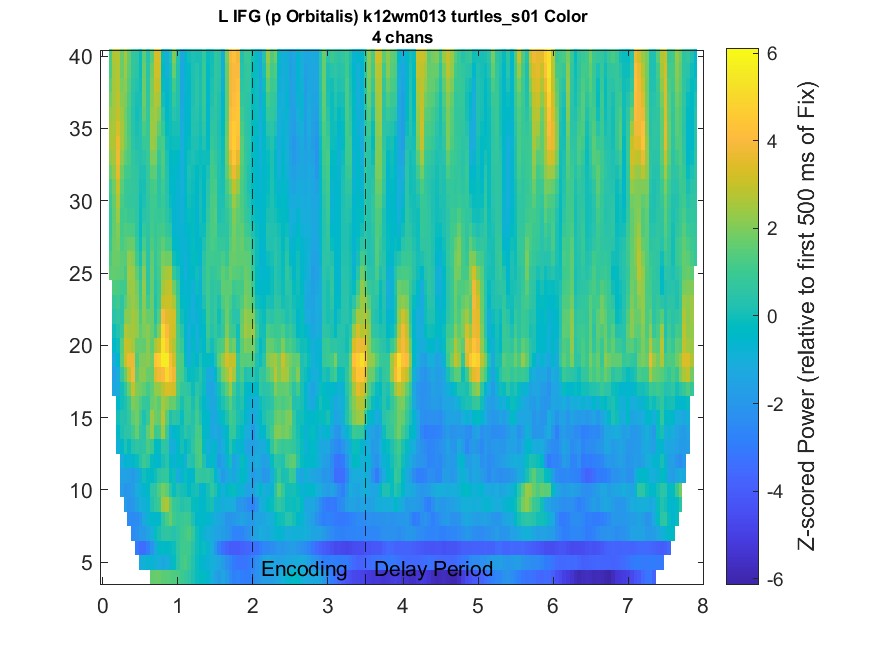 L IFG (p Orbitalis) k12wm013 turtles_s01 Color
4 chans
40
35
30
25
20
15
10
5
Encoding
Delay Period
0 1 2 3 4 5 6 7 8
6
4
2
0
-2
-4
-6
Z-scored Power (relative to first 500 ms of Fix)